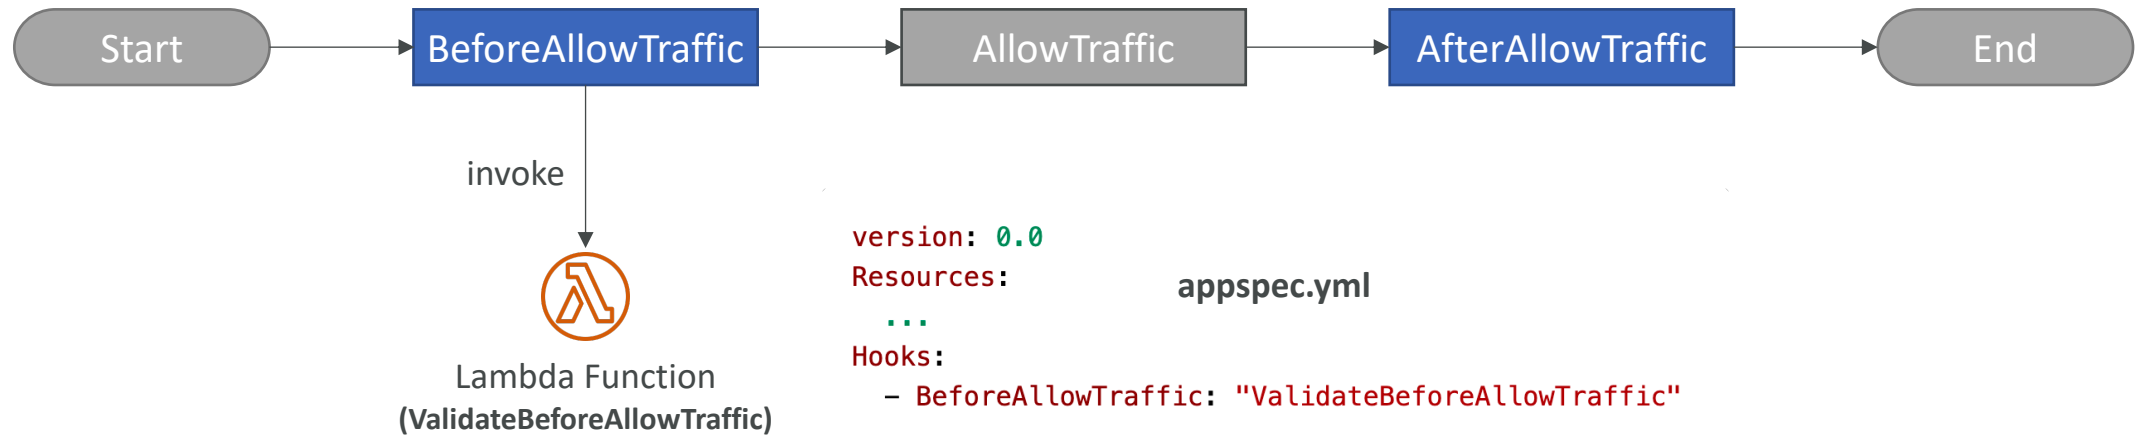 Start
BeforeAllowTraffic
AllowTraffic
AfterAllowTraffic
End
invoke
Lambda Function
(ValidateBeforeAllowTraffic)
version: 0.0
Resources:
...
Hooks:
– BeforeAllowTraffic: "ValidateBeforeAllowTraffic"
appspec.yml